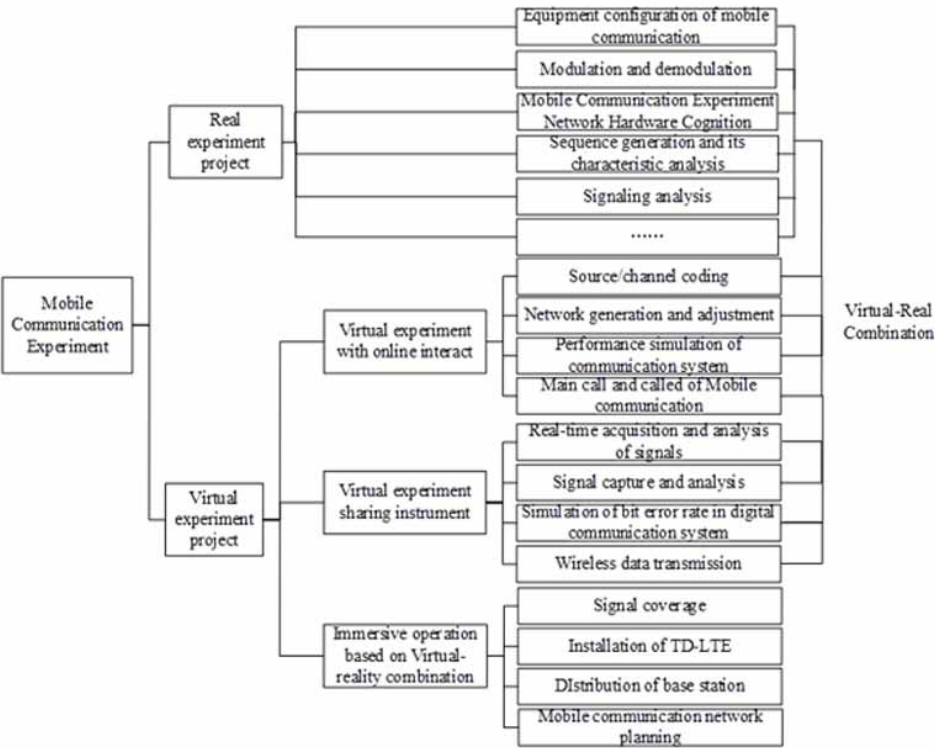 Equipment configuration of mobile
communication
Modulation and demodulation
Mobile Communication Experiment
Network Hardware Cognition
Sequence generation and its
characteristic analysis
Signaling analysis
......
Real
experiment
project
Mobile
Communication
Experiment
Virtual
experiment
project
Virtual experiment
with online interact
Source/channel coding
Network generation and adjustment
Performance simulation of
communication system
Main call and called of Mobile
communication
Virtual experiment
sharing instrument
Real-time acquisition and analysis
of signals
Signal capture and analysis
Simulation of bit error rate in digital
communication system
Wireless data transmission
Immersive operation
based on Virtual-
reality combination
Signal coverage
Installation of TD-LTE
DIstribution of base station
Mobile communication network
planning
Virtual-Real
Combination